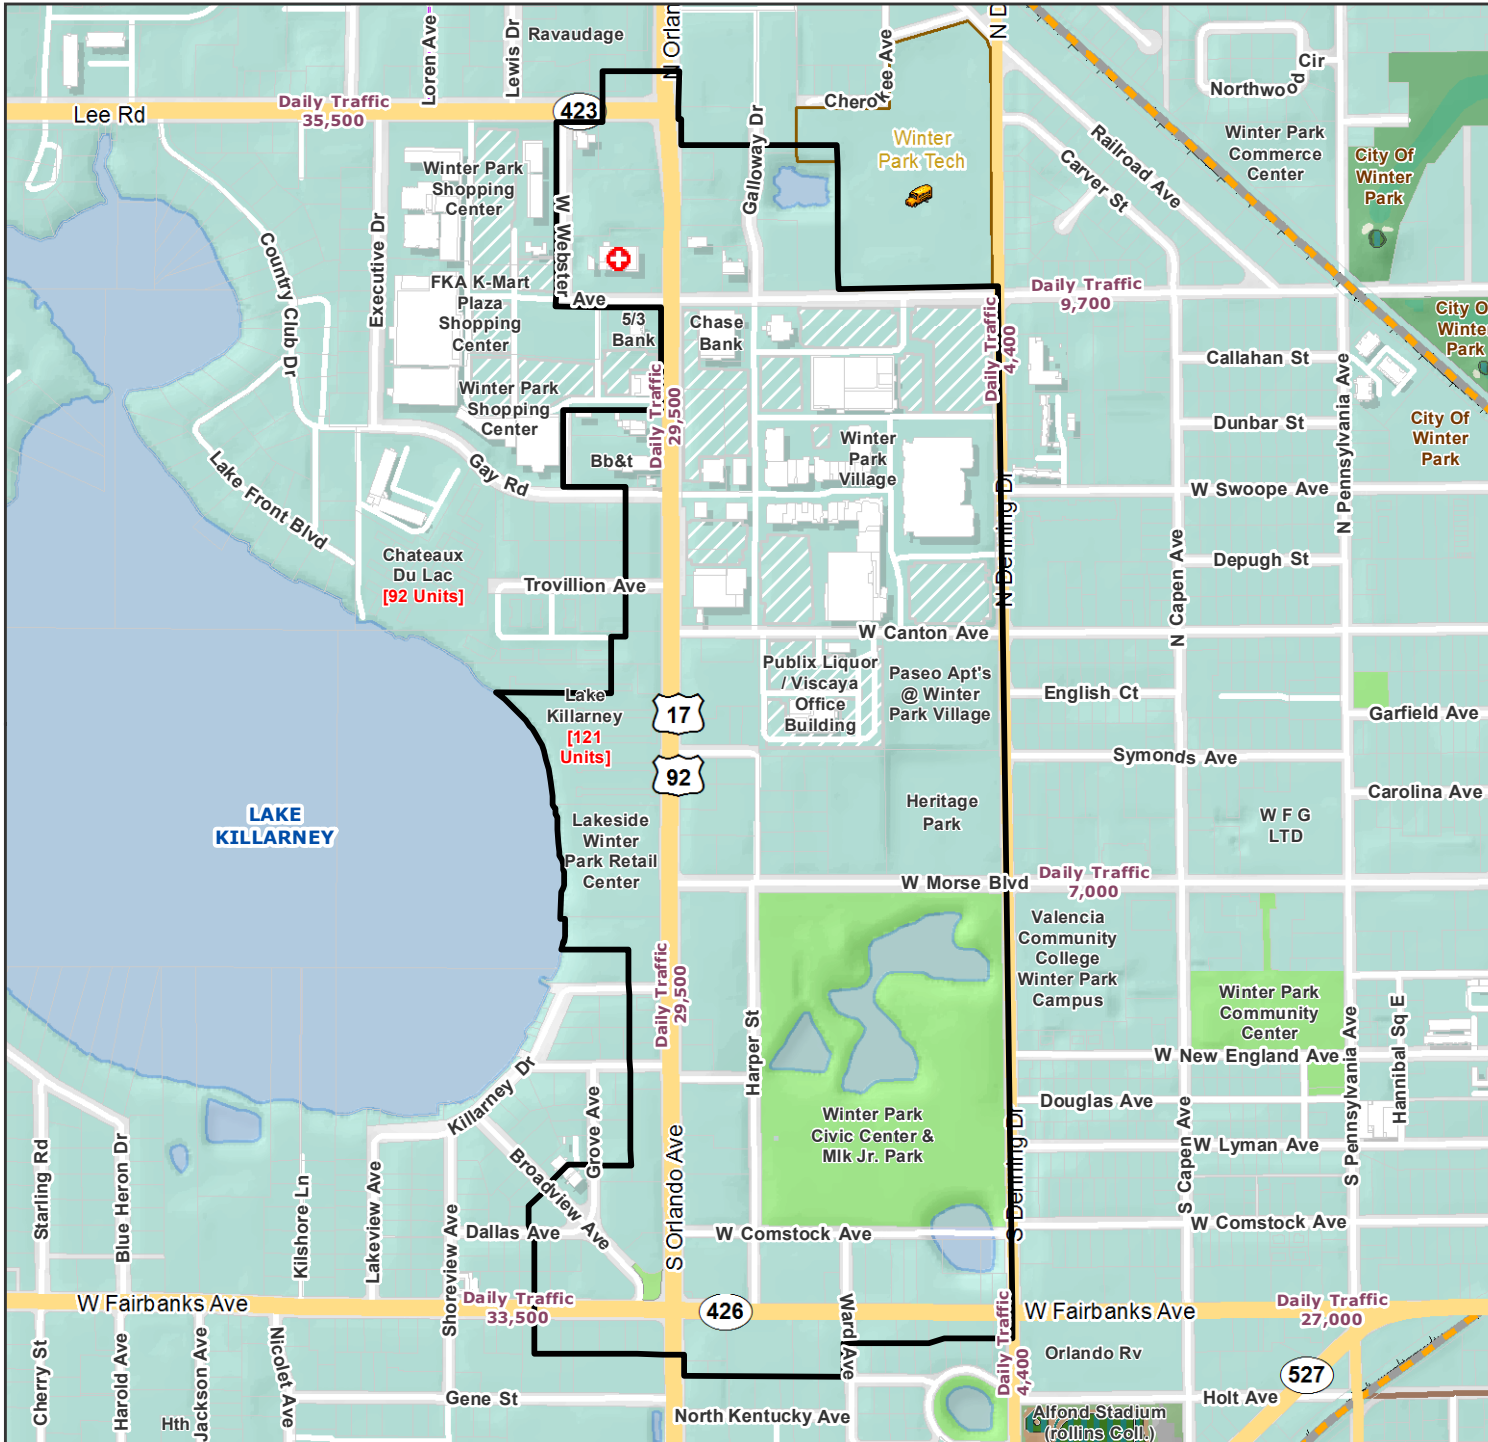 Ravaudage
N Orlan
N D
Loren Ave
Lewis Dr
Cherokee Ave
Cir
Northwood
Lee Rd
Daily Traffic
35,500
423
Galloway Dr
Winter
Park Tech
Railroad Ave
Carver St
Winter Park
Commerce
Center
City Of
Winter
Park
Winter Park
Shopping
Center
Country Club Dr
Executive Dr
W Webster
Ave
FKA K-Mart
Plaza
Shopping
Center
5/3
Bank
Chase
Bank
Daily Traffic
9,700
Daily Traffic
4,400
City O
Winte
Park
Callahan St
N Pennsylvania Ave
Winter Park
Shopping
Center
Daily Traffic
29,500
Dunbar St
City Of
Winter
Park
Bb&t
Winter
Park
Village
Gay Rd
Lake Front Blvd
W Swoope Ave
N Denning Dr
N Capen Ave
Depugh St
Chateaux
Du Lac
[92 Units]
Trovillion Ave
W Canton Ave
Publix Liquor
/ Viscaya
Office
Building
Paseo Apt's
@ Winter
Park Village
English Ct
Lake
Killarney
[121
Units]
17
92
Garfield Ave
Symonds Ave
Carolina Ave
LAKE
KILLARNEY
Lakeside
Winter
Park Retail
Center
Heritage
Park
W F G
LTD
W Morse Blvd
Daily Traffic
7,000
Valencia
Community
College
Winter Park
Campus
Daily Traffic
29,500
Winter Park
Community
Center
Harper St
W New England Ave
S Pennsylvania Ave
Hannibal Sq E
Killarney Dr
Grove Ave
Douglas Ave
Winter Park
Civic Center &
Mlk Jr. Park
S Denning Dr
W Lyman Ave
S Capen Ave
Starling Rd
Blue Heron Dr
Kilshore Ln
Lakeview Ave
Shoreview Ave
Broadview Ave
Dallas Ave
S Orlando Ave
W Comstock Ave
W Comstock Ave
W Fairbanks Ave
Daily Traffic
33,500
426
Ward Ave
Daily Traffic
4,400
W Fairbanks Ave
Daily Traffic
27,000
Orlando Rv
527
Cherry St
Harold Ave
Hth
Jackson Ave
Nicolet Ave
Gene St
North Kentucky Ave
Holt Ave
Alfond Stadium
(rollins Coll.)